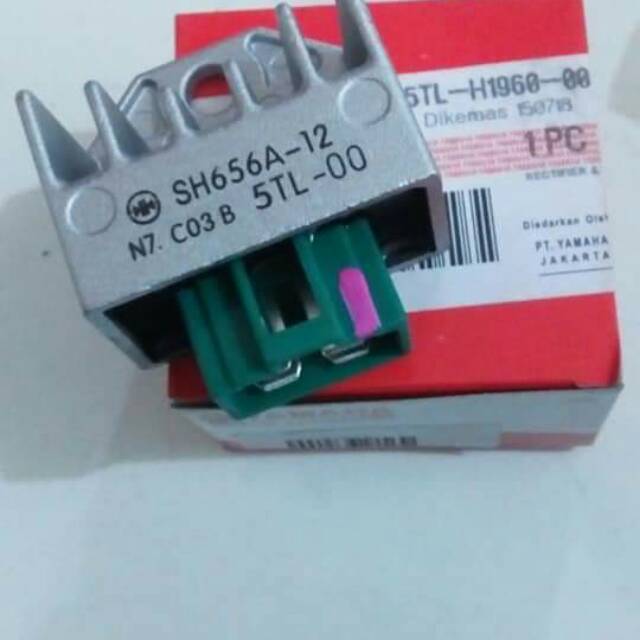 SH656A-12
5TL-00
N7. C03 B
5TL-H1960-00
Dikemas 150718
1 PC
RECTIFIER &
Diedarkan Oleh
PT. YAMAHA
JAKARTA